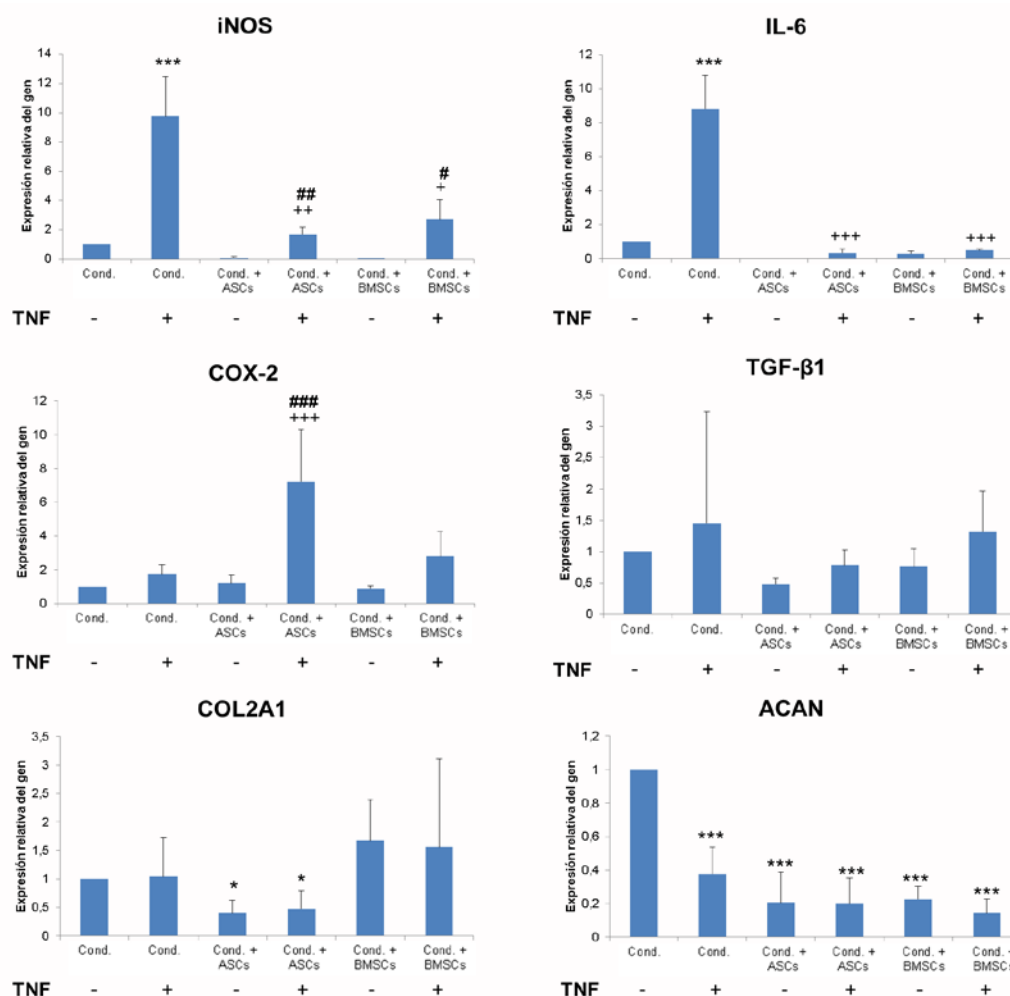 iNOS
Expresión relativa del gen
14
12
10
8
6
4
2
0
***
##
++
#
+
Cond. Cond. Cond. + ASCs Cond. + ASCs Cond. + BMSCs Cond. + BMSCs
TNF - + - + - +
IL-6
Expresión relativa del gen
12
10
8
6
4
2
0
***
+++
+++
Cond. Cond. Cond. + ASCs Cond. + ASCs Cond. + BMSCs Cond. + BMSCs
TNF - + - + - +
COX-2
Expresión relativa del gen
12
10
8
6
4
2
0
###
+++
Cond. Cond. Cond. + ASCs Cond. + ASCs Cond. + BMSCs Cond. + BMSCs
TNF - + - + - +
TGF-β1
Expresión relativa del gen
3,5
3
2,5
2
1,5
1
0,5
0
Cond. Cond. Cond. + ASCs Cond. + ASCs Cond. + BMSCs Cond. + BMSCs
TNF - + - + - +
COL2A1
Expresión relativa del gen
3,5
3
2,5
2
1,5
1
0,5
0
*
*
Cond. Cond. Cond. + ASCs Cond. + ASCs Cond. + BMSCs Cond. + BMSCs
TNF - + - + - +
ACAN
Expresión relativa del gen
1,2
1
0,8
0,6
0,4
0,2
0
***
***
***
***
***
Cond. Cond. Cond. + ASCs Cond. + ASCs Cond. + BMSCs Cond. + BMSCs
TNF - + - + - +